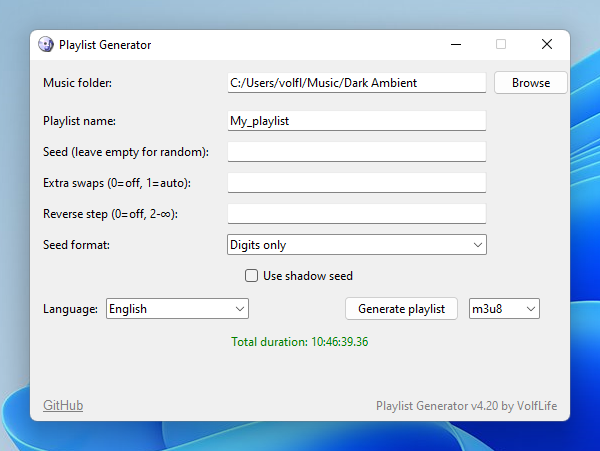 Playlist Generator
Music folder: C:/Users/volfl/Music/Dark Ambient Browse
Playlist name: My_playlist
Seed (leave empty for random):
Extra swaps (0=off, 1=auto):
Reverse step (0=off, 2-∞):
Seed format: Digits only
Use shadow seed
Language: English Generate playlist m3u8
Total duration: 10:46:39.36
GitHub Playlist Generator v4.20 by VolfLife